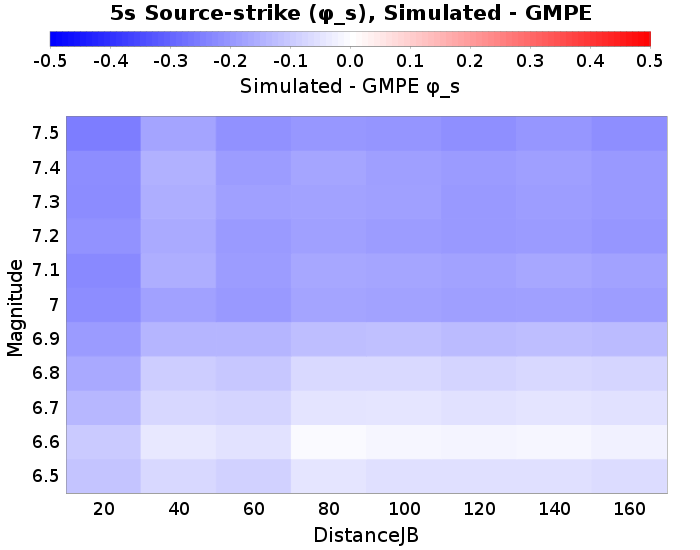 5s Source-strike (φ_s), Simulated - GMPE
-0.5 -0.4 -0.3 -0.2 -0.1 0.0 0.1 0.2 0.3 0.4 0.5
Simulated - GMPE φ_s
7.5
7.4
7.3
7.2
7.1
7
6.9
6.8
6.7
6.6
6.5
Magnitude
20 40 60 80 100 120 140 160
DistanceJB